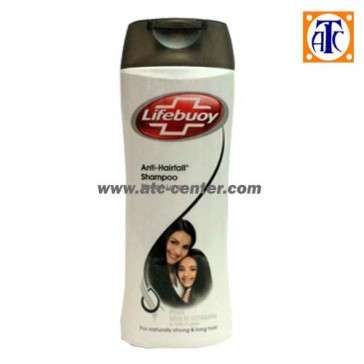 ATC
Lifebuoy
Anti-Hairfall*
Shampoo
www.atc-center.com
For naturally strong & long hair